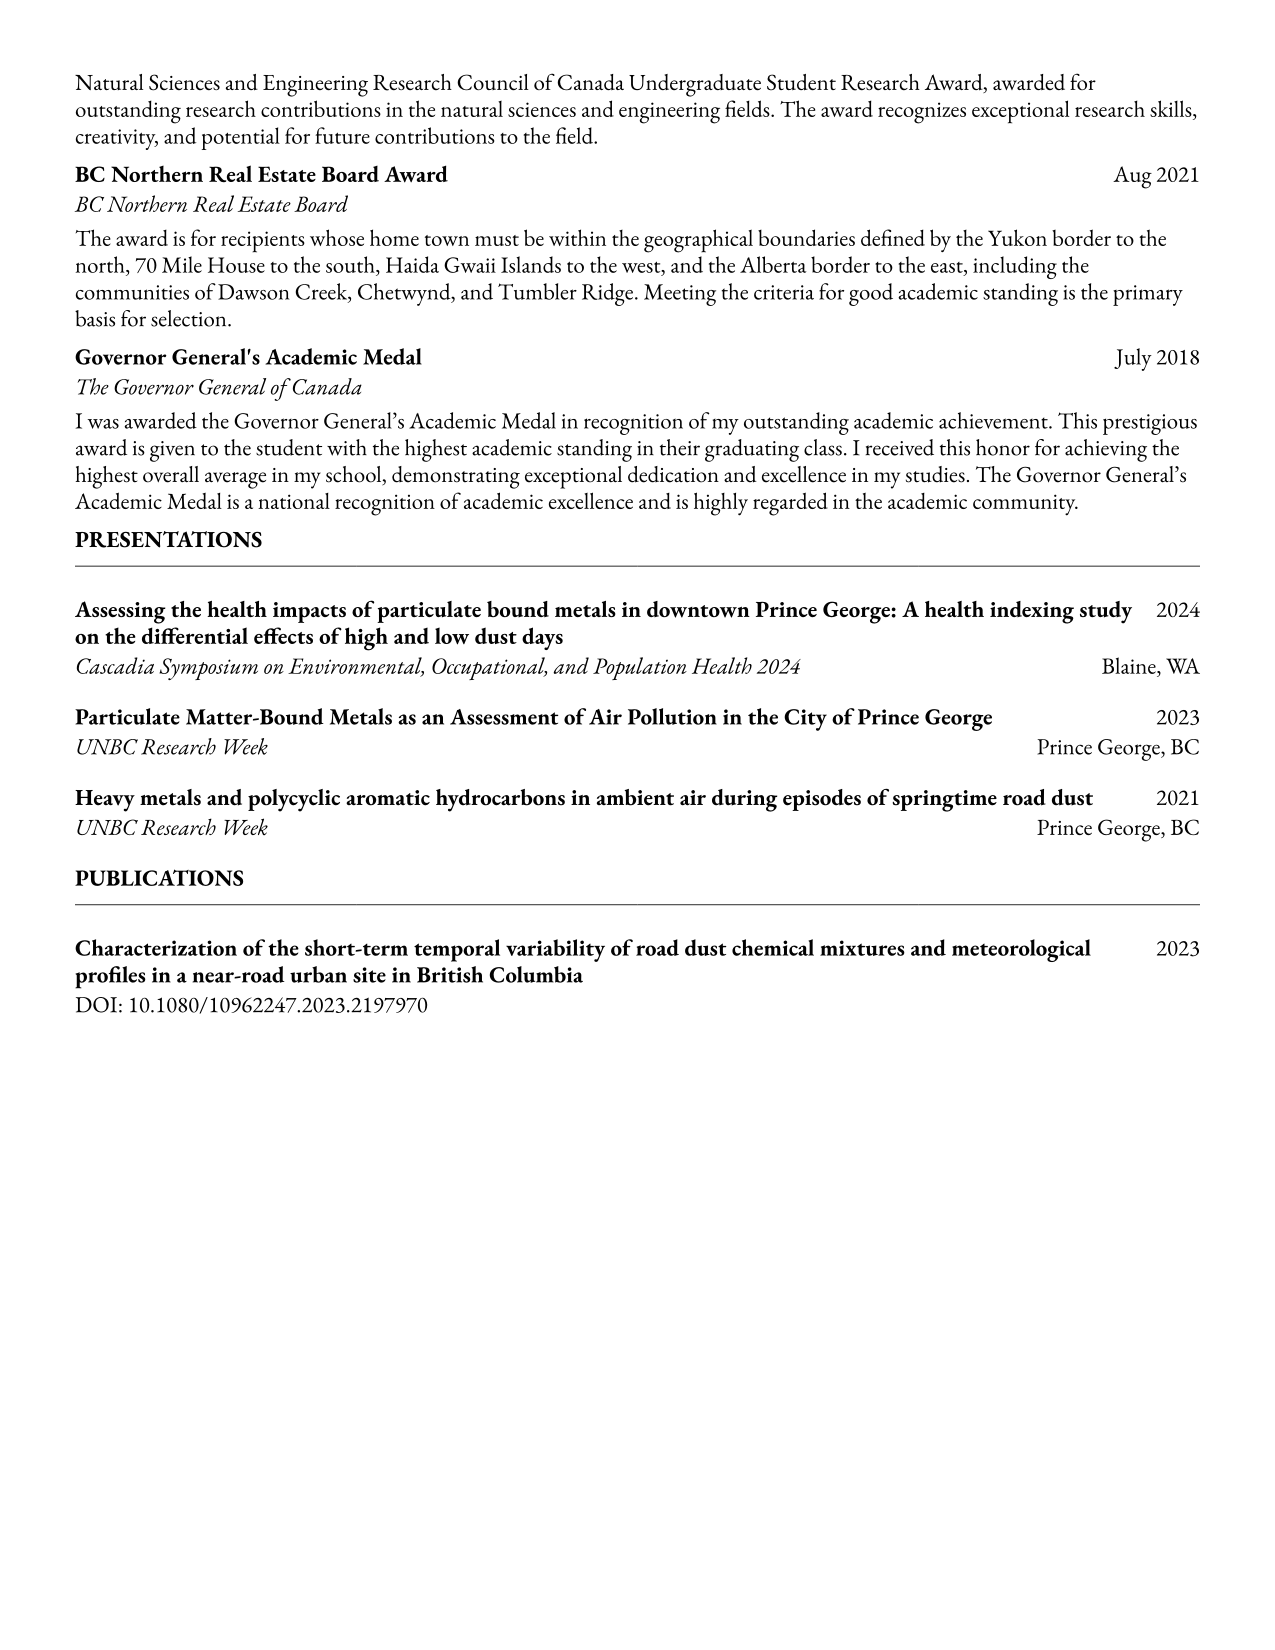 Natural Sciences and Engineering Research Council of Canada Undergraduate Student Research Award, awarded for
outstanding research contributions in the natural sciences and engineering fields. The award recognizes exceptional research skills,
creativity, and potential for future contributions to the field.
BC Northern Real Estate Board Award Aug 2021
BC Northern Real Estate Board
The award is for recipients whose home town must be within the geographical boundaries defined by the Yukon border to the
north, 70 Mile House to the south, Haida Gwaii Islands to the west, and the Alberta border to the east, including the
communities of Dawson Creek, Chetwynd, and Tumbler Ridge. Meeting the criteria for good academic standing is the primary
basis for selection.
Governor General's Academic Medal July 2018
The Governor General of Canada
I was awarded the Governor General’s Academic Medal in recognition of my outstanding academic achievement. This prestigious
award is given to the student with the highest academic standing in their graduating class. I received this honor for achieving the
highest overall average in my school, demonstrating exceptional dedication and excellence in my studies. The Governor General’s
Academic Medal is a national recognition of academic excellence and is highly regarded in the academic community.
PRESENTATIONS
Assessing the health impacts of particulate bound metals in downtown Prince George: A health indexing study 2024
on the differential effects of high and low dust days
Cascadia Symposium on Environmental, Occupational, and Population Health 2024 Blaine, WA
Particulate Matter-Bound Metals as an Assessment of Air Pollution in the City of Prince George 2023
UNBC Research Week Prince George, BC
Heavy metals and polycyclic aromatic hydrocarbons in ambient air during episodes of springtime road dust 2021
UNBC Research Week Prince George, BC
PUBLICATIONS
Characterization of the short-term temporal variability of road dust chemical mixtures and meteorological 2023
profiles in a near-road urban site in British Columbia
DOI: 10.1080/10962247.2023.2197970